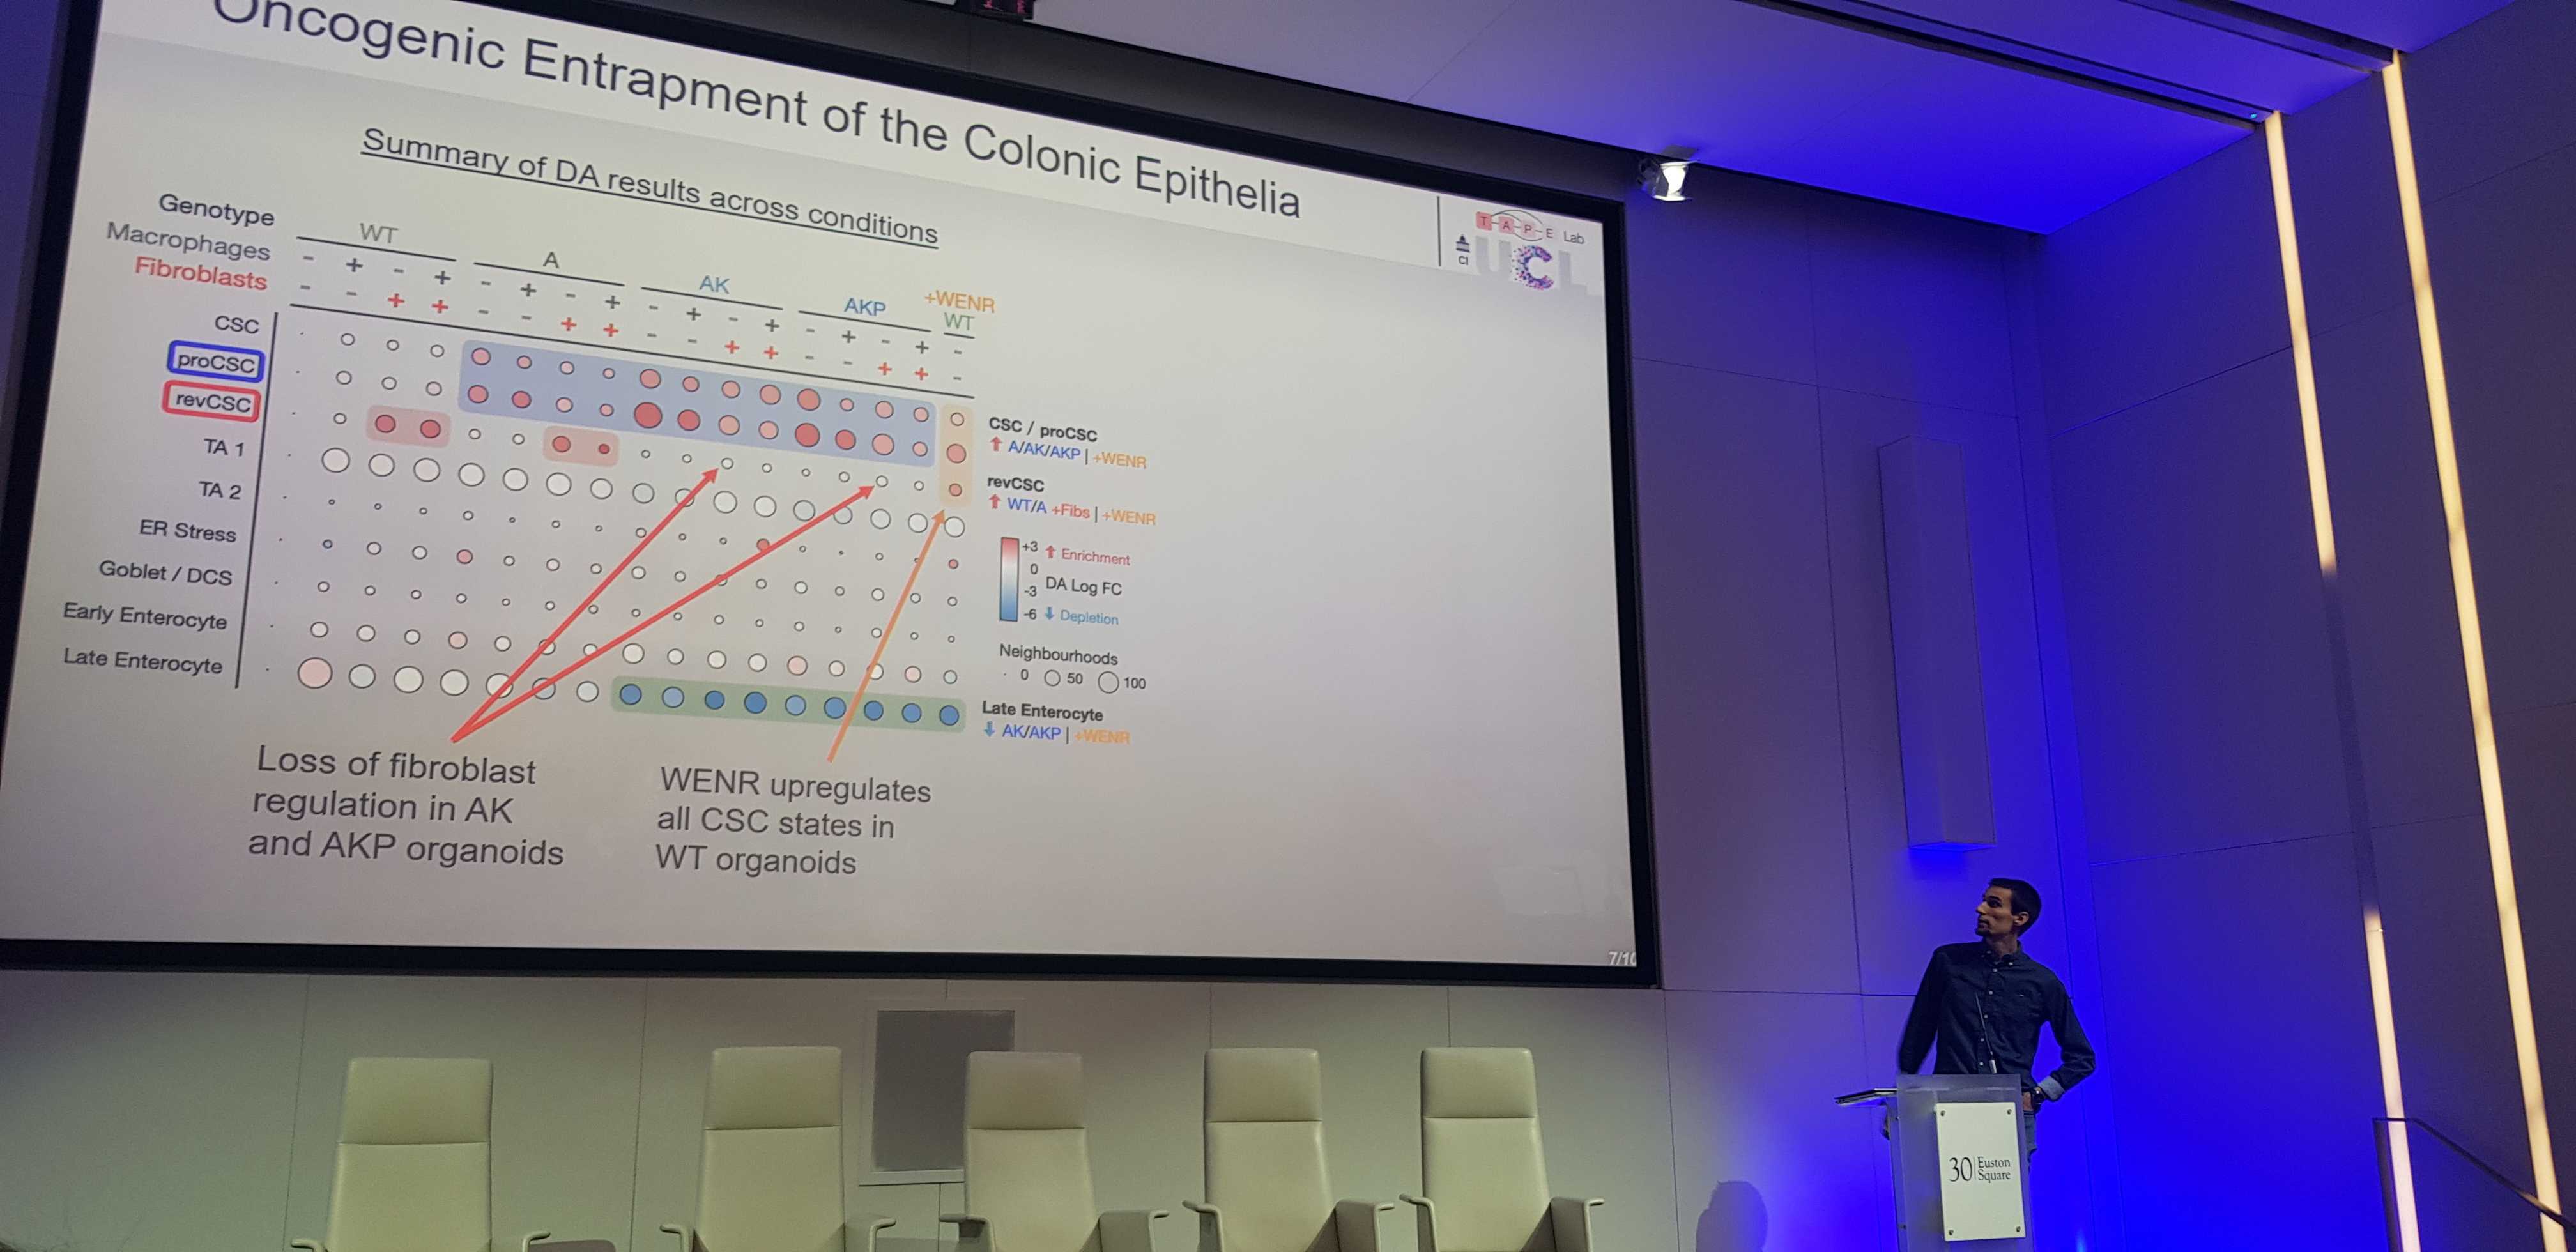 Oncogenic Entrapment of the Colonic Epithelia
Summary of DA results across conditions
T-A-P-E Lab
CI UCL
Genotype WT A AK AKP +WENR WT
Macrophages - + - + - + - + - + - + - + - + -
Fibroblasts - - + + - - + + - - + + - - + + -
CSC
proCSC
revCSC
TA 1
TA 2
ER Stress
Goblet / DCS
Early Enterocyte
Late Enterocyte
CSC / proCSC
↑ A/AK/AKP | +WENR
revCSC
↑ WT/A +Fibs | +WENR
+3 ↑ Enrichment
0
DA Log FC
-3
-6 ↓ Depletion
Neighbourhoods
0 50 100
Late Enterocyte
↓ AK/AKP | +WENR
Loss of fibroblast
regulation in AK
and AKP organoids
WENR upregulates
all CSC states in
WT organoids
7/10
30 Euston
Square